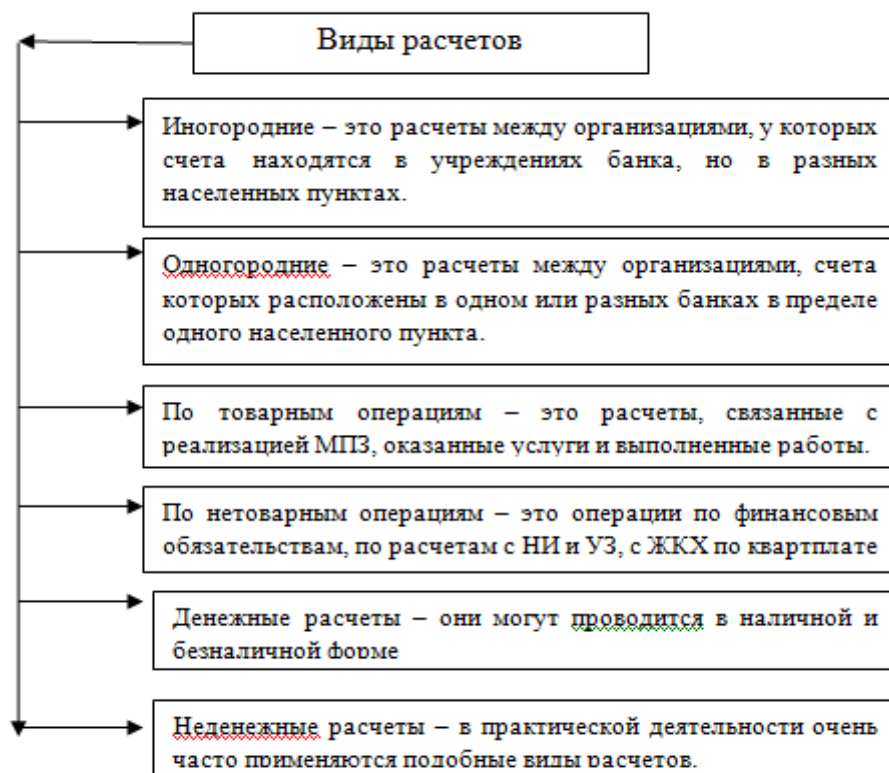 Виды расчетов
Иногородние – это расчеты между организациями, у которых
счета находятся в учреждениях банка, но в разных
населенных пунктах.
Одногородние – это расчеты между организациями, счета
которых расположены в одном или разных банках в пределе
одного населенного пункта.
По товарным операциям – это расчеты, связанные с
реализацией МПЗ, оказанные услуги и выполненные работы.
По нетоварным операциям – это операции по финансовым
обязательствам, по расчетам с НИ и УЗ, с ЖКХ по квартплате
Денежные расчеты – они могут проводится в наличной и
безналичной форме
Неденежные расчеты – в практической деятельности очень
часто применяются подобные виды расчетов.